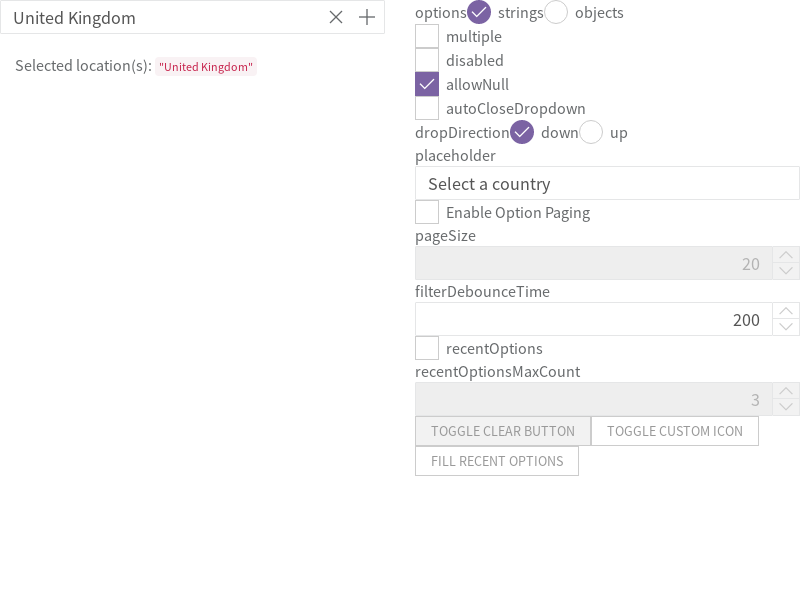 United Kingdom
Selected location(s): "United Kingdom"
options strings objects
multiple
disabled
allowNull
autoCloseDropdown
dropDirection down up
placeholder
Select a country
Enable Option Paging
pageSize
20
filterDebounceTime
200
recentOptions
recentOptionsMaxCount
3
TOGGLE CLEAR BUTTON TOGGLE CUSTOM ICON
FILL RECENT OPTIONS